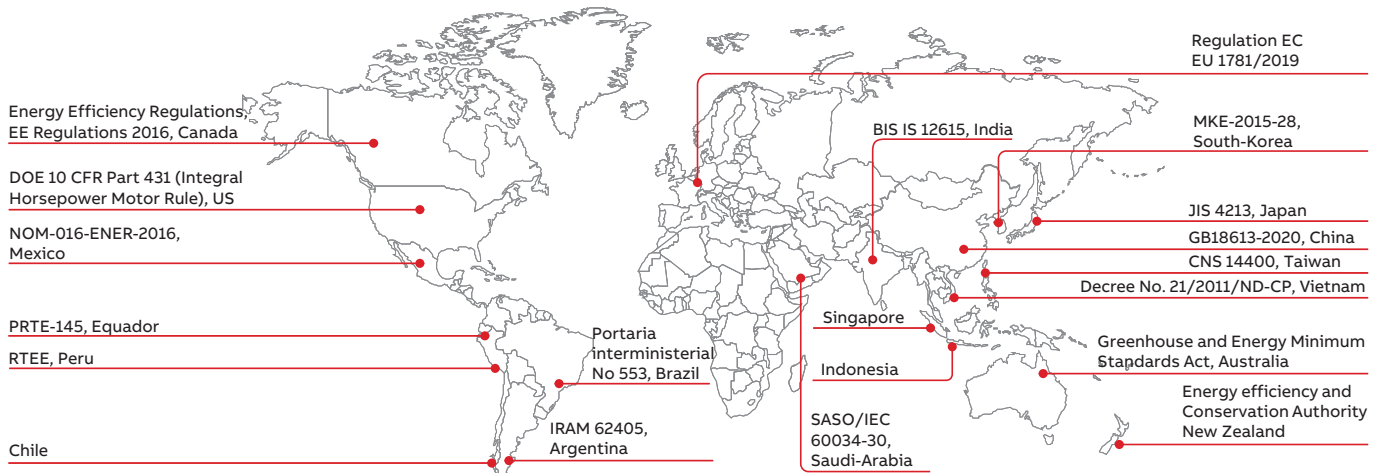 Regulation EC
EU 1781/2019
Energy Efficiency Regulations,
EE Regulations 2016, Canada
BIS IS 12615, India
MKE-2015-28,
South-Korea
DOE 10 CFR Part 431 (Integral
Horsepower Motor Rule), US
JIS 4213, Japan
NOM-016-ENER-2016,
Mexico
GB18613-2020, China
CNS 14400, Taiwan
Decree No. 21/2011/ND-CP, Vietnam
PRTE-145, Equador
Singapore
Portaria
interministerial
No 553, Brazil
RTEE, Peru
Indonesia
Greenhouse and Energy Minimum
Standards Act, Australia
Energy efficiency and
Conservation Authority
New Zealand
SASO/IEC
60034-30,
Saudi-Arabia
IRAM 62405,
Argentina
Chile